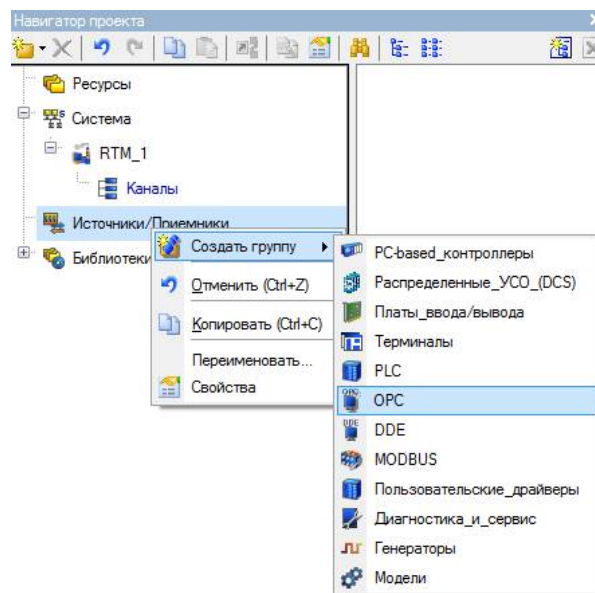 Навигатор проекта
Ресурсы
Система
RTM_1
Каналы
Источники/Приемники
Библиотеки
Создать группу
Отменить (Ctrl+Z)
Копировать (Ctrl+C)
Переименовать...
Свойства
PC-based_контроллеры
Распределенные_УСО_(DCS)
Платы_ввода/вывода
Терминалы
PLC
OPC
DDE
MODBUS
Пользовательские_драйверы
Диагностика_и_сервис
Генераторы
Модели